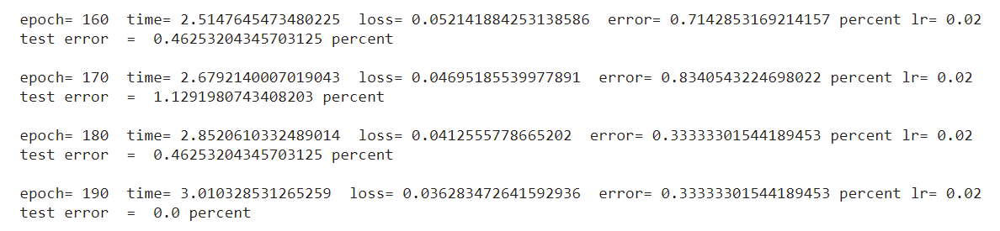 epoch= 160  time= 2.5147645473480225  loss= 0.052141884253138586  error= 0.7142853169214157 percent lr= 0.02
test error  =  0.46253204345703125 percent
epoch= 170  time= 2.6792140007019043  loss= 0.04695185539977891  error= 0.8340543224698022 percent lr= 0.02
test error  =  1.1291980743408203 percent
epoch= 180  time= 2.8520610332489014  loss= 0.0412555778665202  error= 0.33333301544189453 percent lr= 0.02
test error  =  0.46253204345703125 percent
epoch= 190  time= 3.010328531265259  loss= 0.036283472641592936  error= 0.33333301544189453 percent lr= 0.02
test error  =  0.0 percent